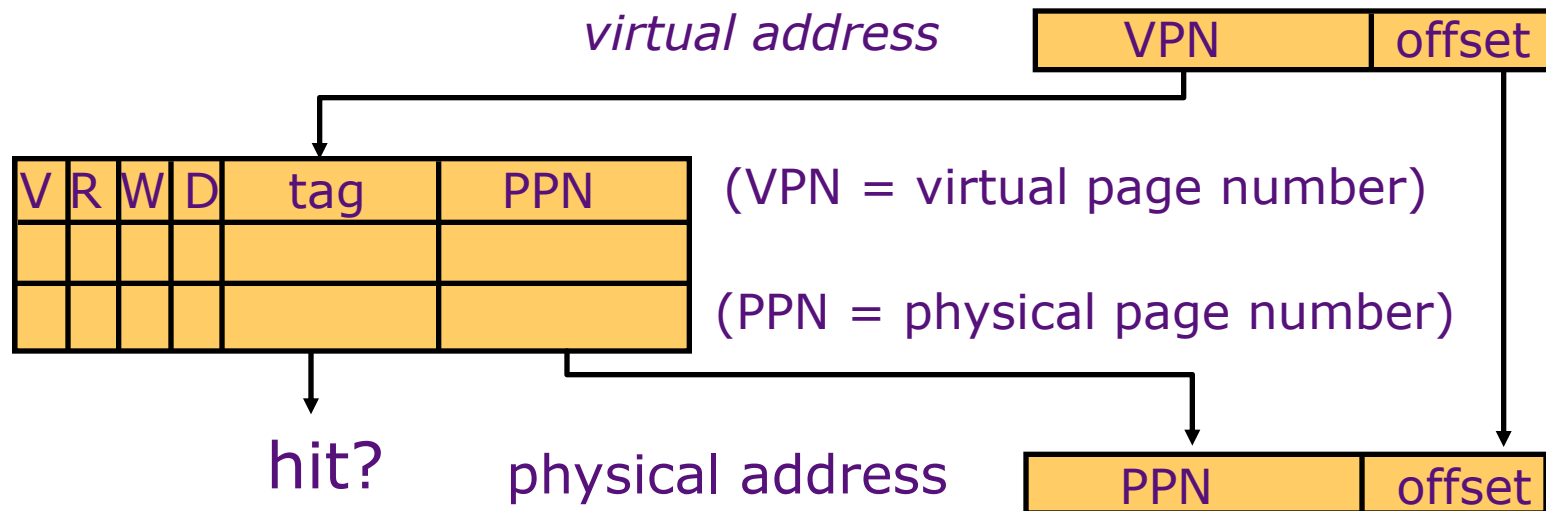 virtual address VPN offset
V R W D tag PPN (VPN = virtual page number)
(PPN = physical page number)
hit? physical address PPN offset